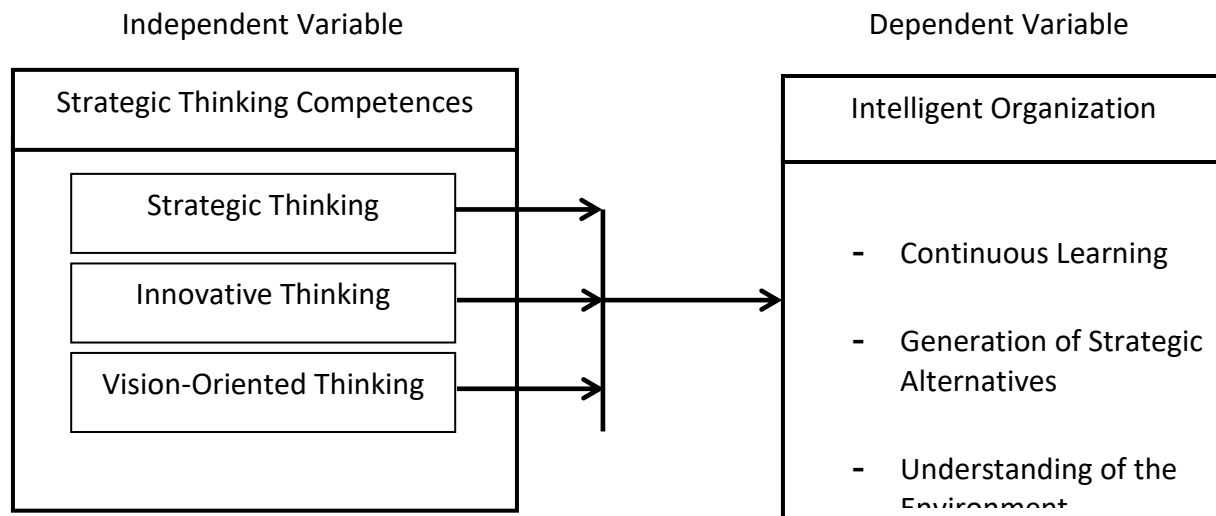 Independent Variable
Dependent Variable
Strategic Thinking Competences
Intelligent Organization
Strategic Thinking
Innovative Thinking
Vision-Oriented Thinking
- Continuous Learning
- Generation of Strategic
Alternatives
- Understanding of the
Environment